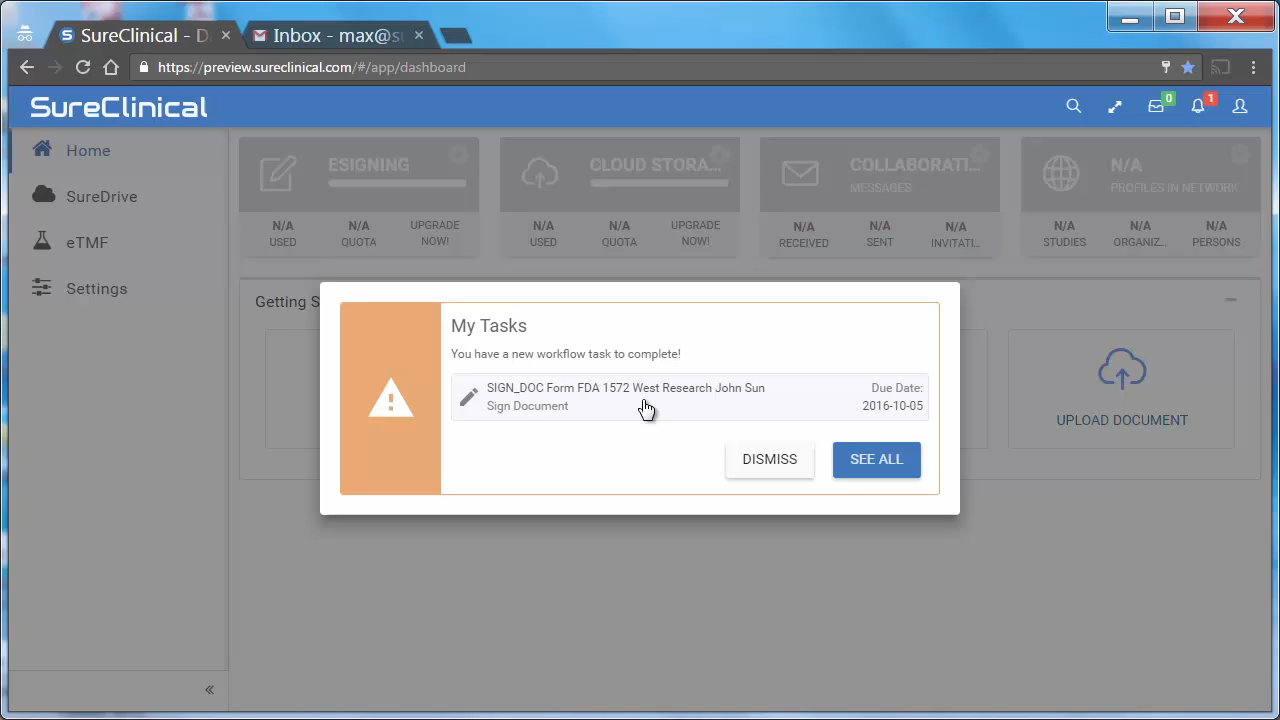 SureClinical - D
Inbox - max@s
https://preview.sureclinical.com/#/app/dashboard
SureClinical
0
1
Home
SureDrive
eTMF
Settings
ESIGNING
N/A
USED
N/A
QUOTA
UPGRADE
NOW!
CLOUD STORA...
N/A
USED
N/A
QUOTA
UPGRADE
NOW!
COLLABORATI...
MESSAGES
N/A
RECEIVED
N/A
SENT
N/A
INVITATI...
N/A
PROFILES IN NETWORK
N/A
STUDIES
N/A
ORGANIZ...
N/A
PERSONS
Getting S
My Tasks
You have a new workflow task to complete!
SIGN_DOC Form FDA 1572 West Research John Sun
Sign Document
Due Date:
2016-10-05
DISMISS
SEE ALL
UPLOAD DOCUMENT